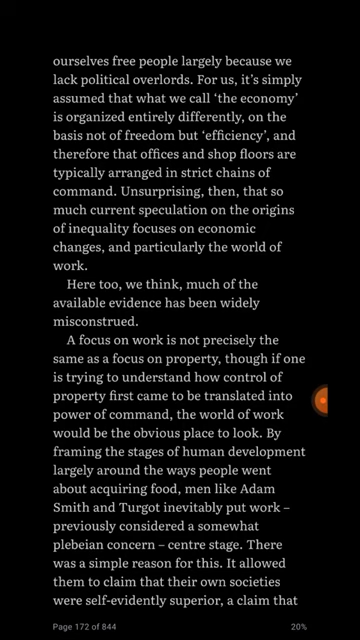 ourselves free people largely because we
lack political overlords. For us, it’s simply
assumed that what we call ‘the economy’
is organized entirely differently, on the
basis not of freedom but ‘efficiency’, and
therefore that offices and shop floors are
typically arranged in strict chains of
command. Unsurprising, then, that so
much current speculation on the origins
of inequality focuses on economic
changes, and particularly the world of
work.
Here too, we think, much of the
available evidence has been widely
misconstrued.
A focus on work is not precisely the
same as a focus on property, though if one
is trying to understand how control of
property first came to be translated into
power of command, the world of work
would be the obvious place to look. By
framing the stages of human development
largely around the ways people went
about acquiring food, men like Adam
Smith and Turgot inevitably put work –
previously considered a somewhat
plebeian concern – centre stage. There
was a simple reason for this. It allowed
them to claim that their own societies
were self-evidently superior, a claim that
Page 172 of 844
20%